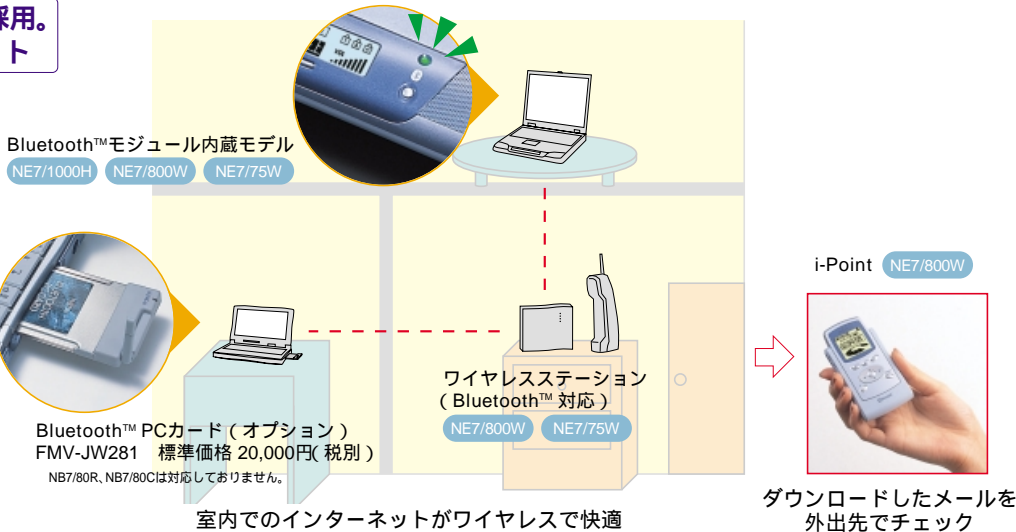 採用。
ト
Bluetooth™モジュール内蔵モデル
NE7/1000H NE7/800W NE7/75W
i-Point NE7/800W
ワイヤレスステーション
（Bluetooth™ 対応）
NE7/800W NE7/75W
Bluetooth™ PCカード（オプション）
FMV-JW281 標準価格 20,000円（税別）
NB7/80R、NB7/80Cは対応しておりません。
室内でのインターネットがワイヤレスで快適
ダウンロードしたメールを
外出先でチェック